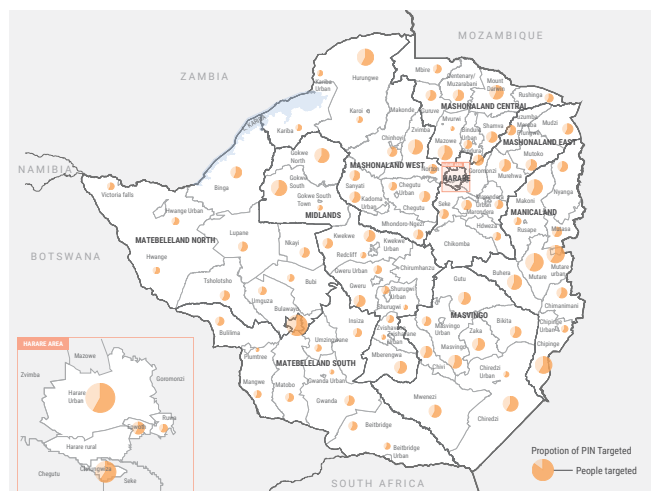 MOZAMBIQUE
ZAMBIA
NAMIBIA
BOTSWANA
SOUTH AFRICA
Mbire
Centenary/
Muzarabani
Mount
Darwin
Rushinga
Hurungwe
Kariba
Urban
Guruve
MASHONALAND CENTRAL
Makonde
Karoi
Mvurwi
Bindura
Urban
Shamva
Mudzi
Kariba
Zvimba
Chinhoyi
Mazowe
MASHONALAND EAST
Gokwe
North
Mutoko
MASHONALAND WEST
Goromonzi
Murehwa
HARARE
Binga
Gokwe
South
Sanyati
Chegutu
Urban
Victoria falls
Gokwe South
Town
Kadoma
Urban
Chegutu
Seke
Marondera
Makoni
Nyanga
MIDLANDS
MANICALAND
Hwange Urban
Mhondoro-Ngezi
Hdweza
Rusape
Mutasa
MATEBELELAND NORTH
Lupane
Nkayi
Kwekwe
Kwekwe
Urban
Chikomba
Hwange
Redcliff
Mutare
Mutare
urban
Gweru Urban
Chirumhanzu
Tsholotsho
Bubi
Gutu
Buhera
Umguza
Gweru
Shurugwi
Urban
Chimanimani
Bulawayo
Shurugwi
MASVINGO
Bulilima
Insiza
Masvingo
Urban
Bikita
Zaka
Umzingwane
Masvingo
Chipinge
Plumtree
Mberengwa
MATEBELELAND SOUTH
Chivi
Chiredzi
Urban
Mangwe
Matobo
Gwanda Urban
Gwanda
Mwenezi
Chiredzi
Beitbridge
Beitbridge
Urban
HARARE AREA
Mazowe
Zvimba
Goromonzi
Harare
Urban
Ruwa
Epworth
Harare rural
Chitungwiza
Chegutu
Seke
Propotion of PIN Targeted
People targeted